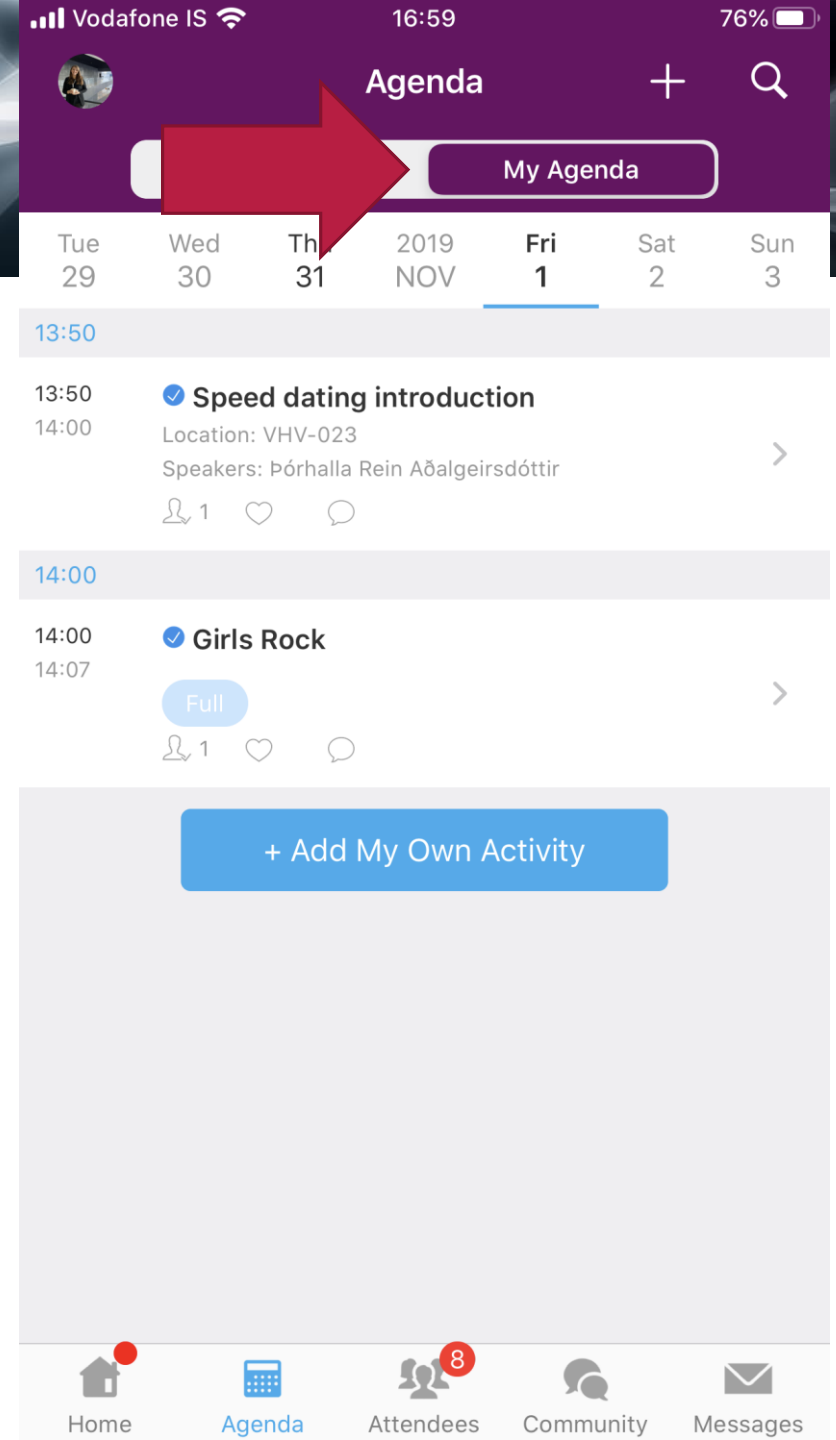 Vodafone IS 16:59 76%
Agenda
My Agenda
Tue Wed 2019 Fri Sat Sun
29 30 31 NOV 1 2 3
13:50
13:50 Speed dating introduction
14:00 Location: VHV-023
Speakers: Þórhalla Rein Aðalgeirsdóttir
1
14:00
14:00 Girls Rock
14:07
Full
1
+ Add My Own Activity
8
Home Agenda Attendees Community Messages